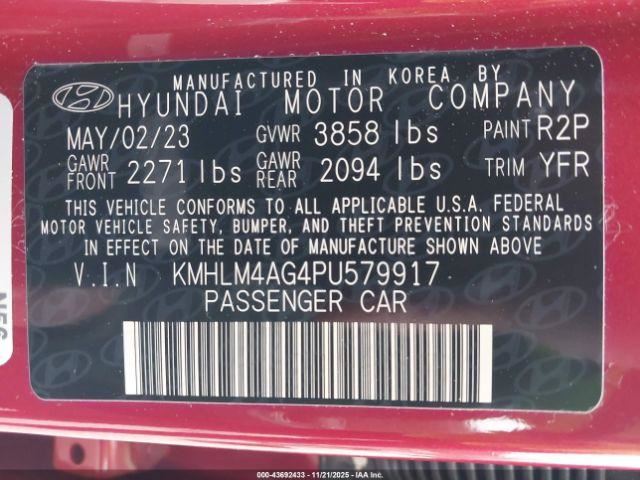 MANUFACTURED IN KOREA BY
HYUNDAI MOTOR COMPANY
MAY/02/23 GVWR 3858 lbs PAINT R2P
GAWR FRONT 2271 lbs GAWR REAR 2094 lbs TRIM YFR
THIS VEHICLE CONFORMS TO ALL APPLICABLE U.S.A. FEDERAL
MOTOR VEHICLE SAFETY, BUMPER, AND THEFT PREVENTION STANDARDS
IN EFFECT ON THE DATE OF MANUFACTURE SHOWN ABOVE
V.I.N KMHLM4AG4PU579917
PASSENGER CAR
000-43692433 - 11/21/2025 - IAAI.COM